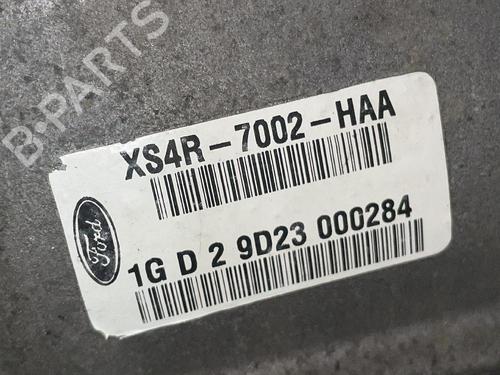 B-PARTS
XS4R-7002-HAA
Ford
1G D 2 9D23 000284